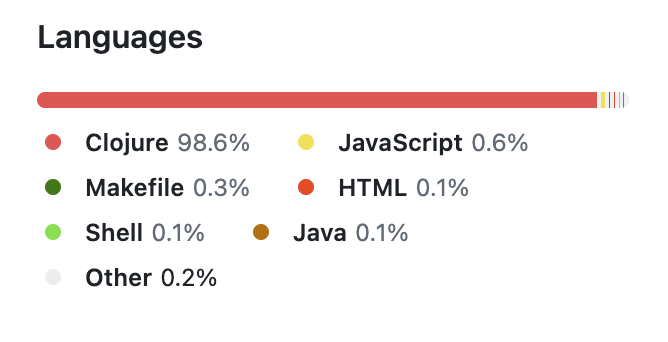 Languages
Clojure 98.6% JavaScript 0.6%
Makefile 0.3% HTML 0.1%
Shell 0.1% Java 0.1%
Other 0.2%